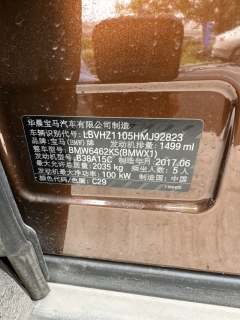 华晨宝马汽车有限公司制造
车辆识别代号: LBVHZ1105HMJ92823
品牌: 宝马(BMW)牌 发动机排量: 1499 ml
整车型号: BMW6462KS(BMWX1)
发动机型号: B38A15C 制造年月: 2017.06
最大允许总质量: 2035 kg 乘坐人数: 5人
发动机最大净功率: 100 kW 制造国: 中国
颜色代码/色彩: C29